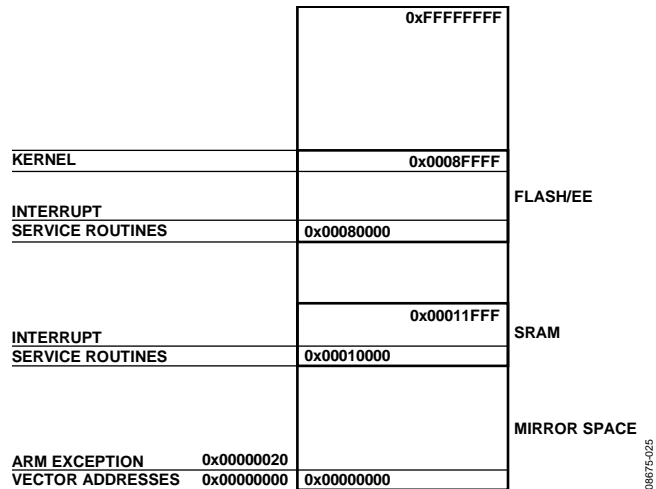 0xFFFFFFFF
KERNEL 0x0008FFFF
FLASH/EE
INTERRUPT
SERVICE ROUTINES 0x00080000
0x00011FFF
SRAM
INTERRUPT
SERVICE ROUTINES 0x00010000
MIRROR SPACE
ARM EXCEPTION 0x00000020
VECTOR ADDRESSES 0x00000000 0x00000000
08675-025